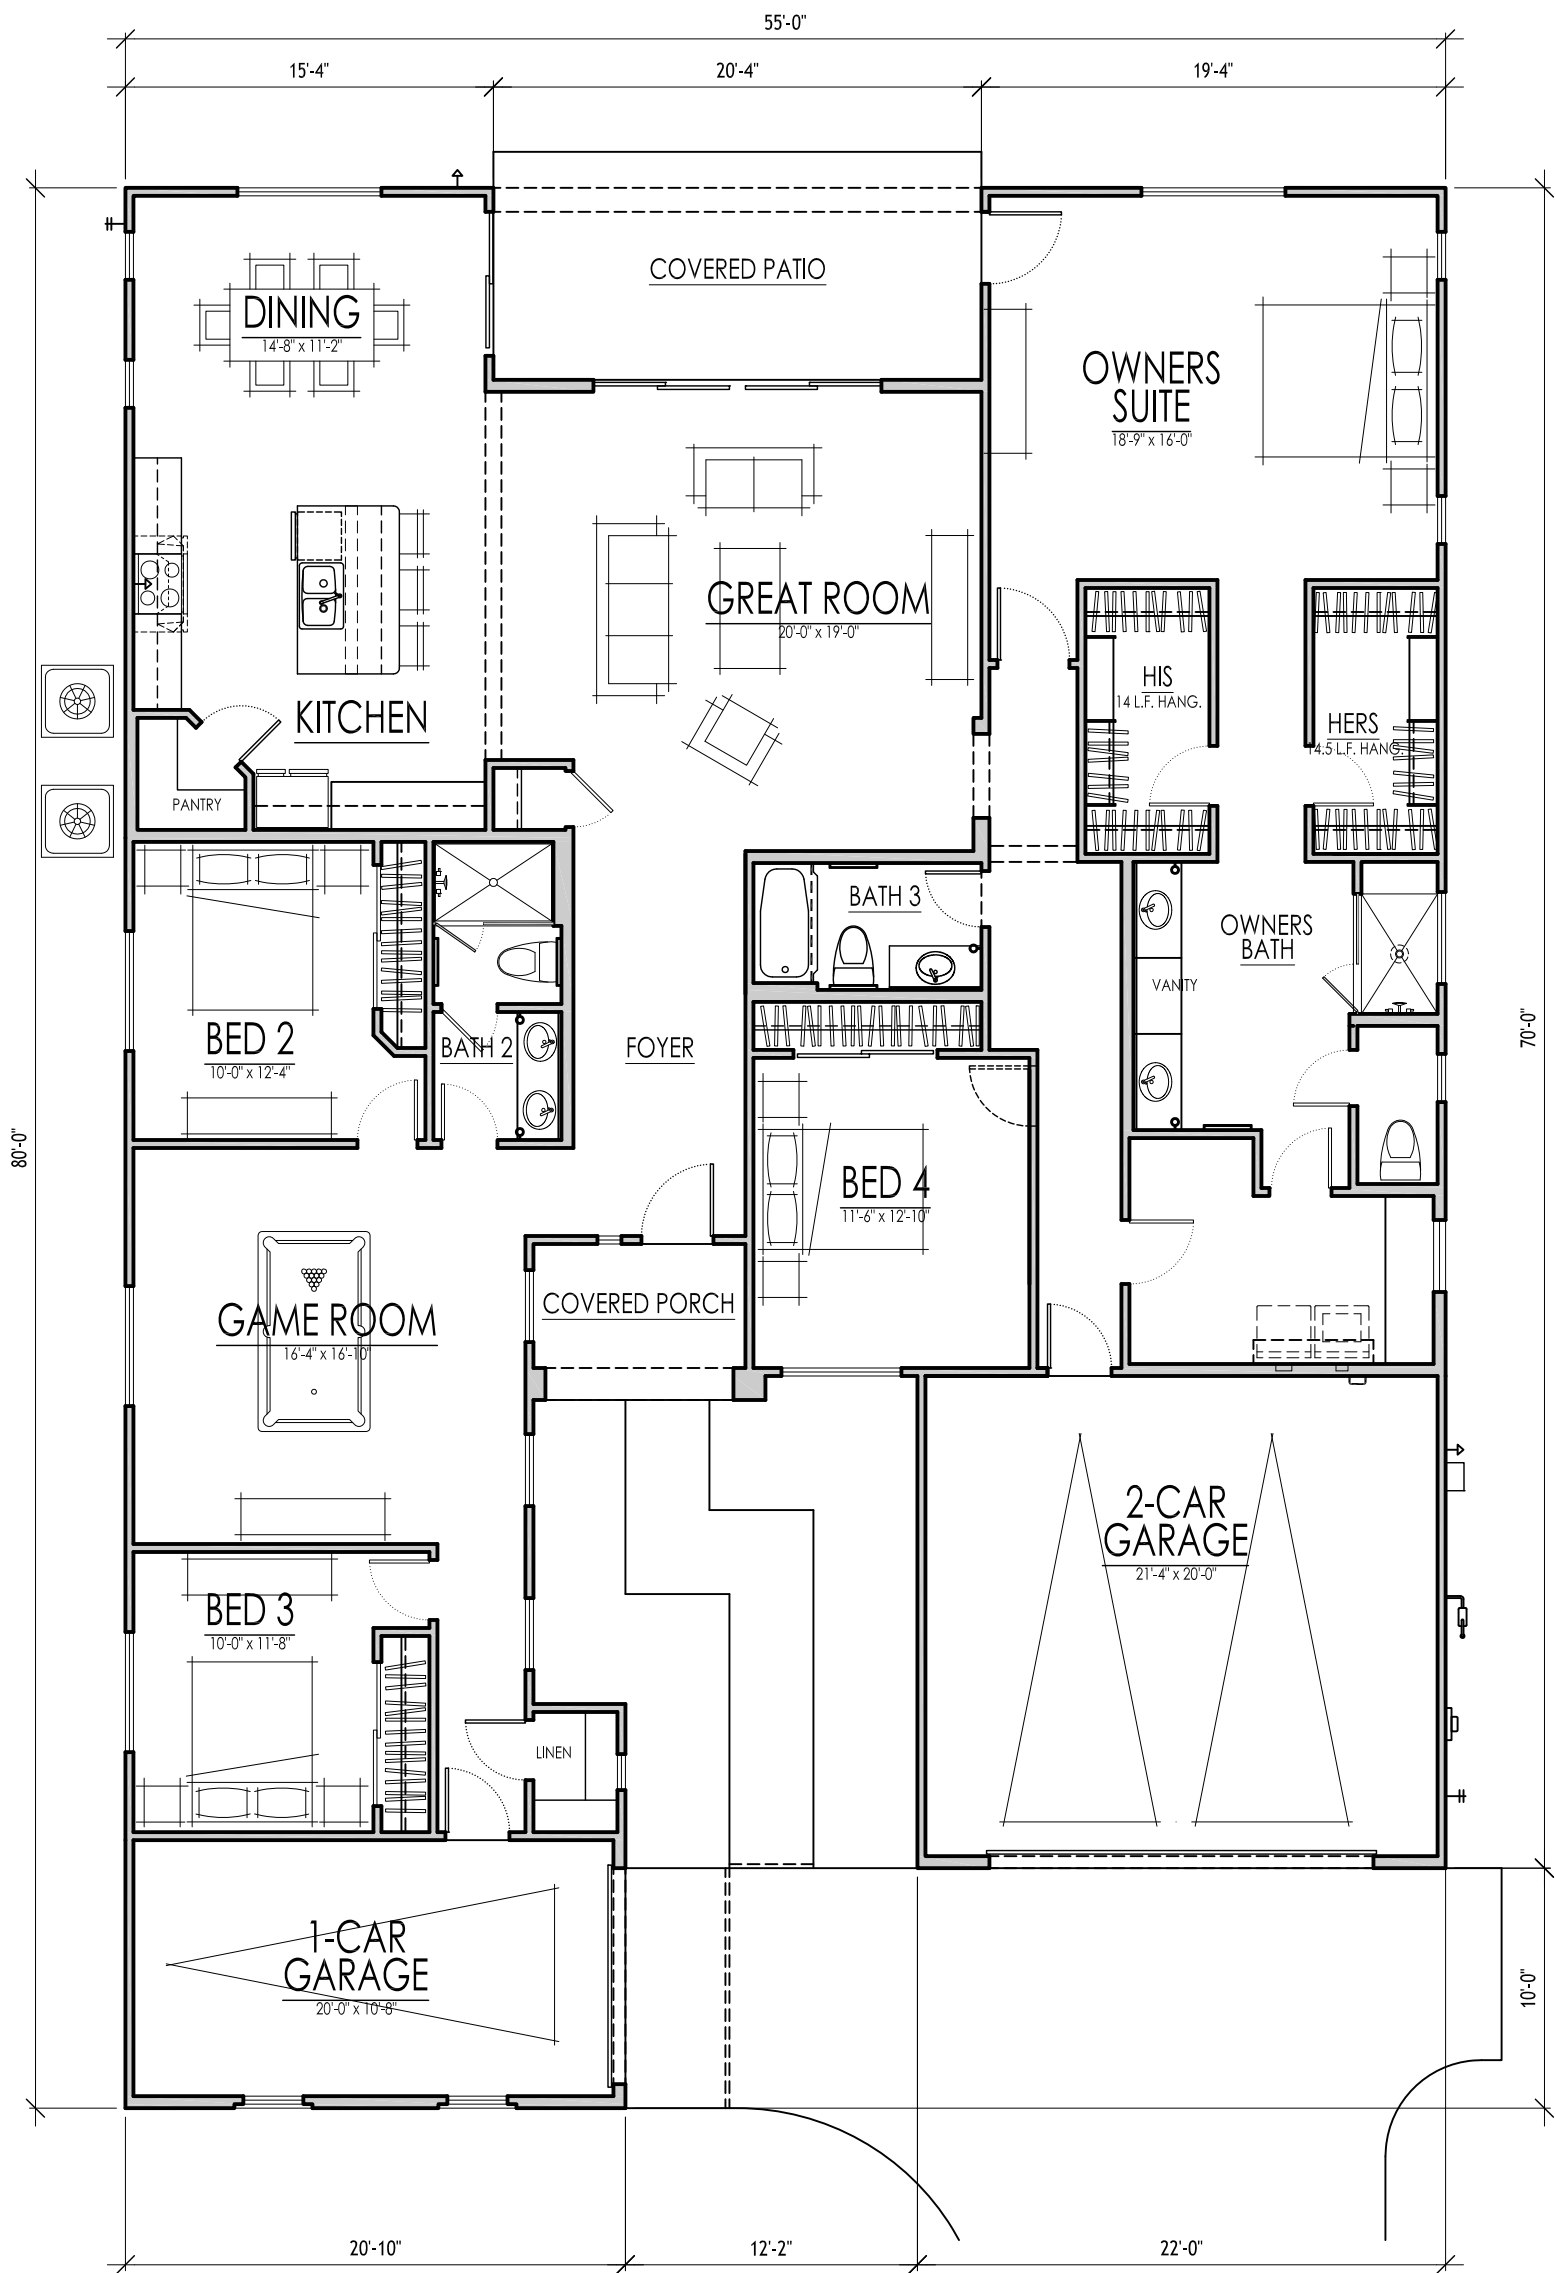 55'-0"
15'-4"
20'-4"
19'-4"
COVERED PATIO
DINING
14'-8" x 11'-2"
OWNERS
SUITE
18'-9" x 16'-0"
GREAT ROOM
20'-0" x 19'-0"
HIS
14 L.F. HANG.
KITCHEN
HERS
14.5 L.F. HANG.
PANTRY
BATH 3
OWNERS
BATH
VANITY
BED 2
10'-0" x 12'-4"
BATH 2
FOYER
70'-0"
80'-0"
BED 4
11'-6" x 12'-10"
COVERED PORCH
GAME ROOM
16'-4" x 16'-10"
2-CAR
GARAGE
21'-4" x 20'-0"
BED 3
10'-0" x 11'-8"
LINEN
1-CAR
GARAGE
20'-0" x 10'-8"
10'-0"
20'-10"
12'-2"
22'-0"